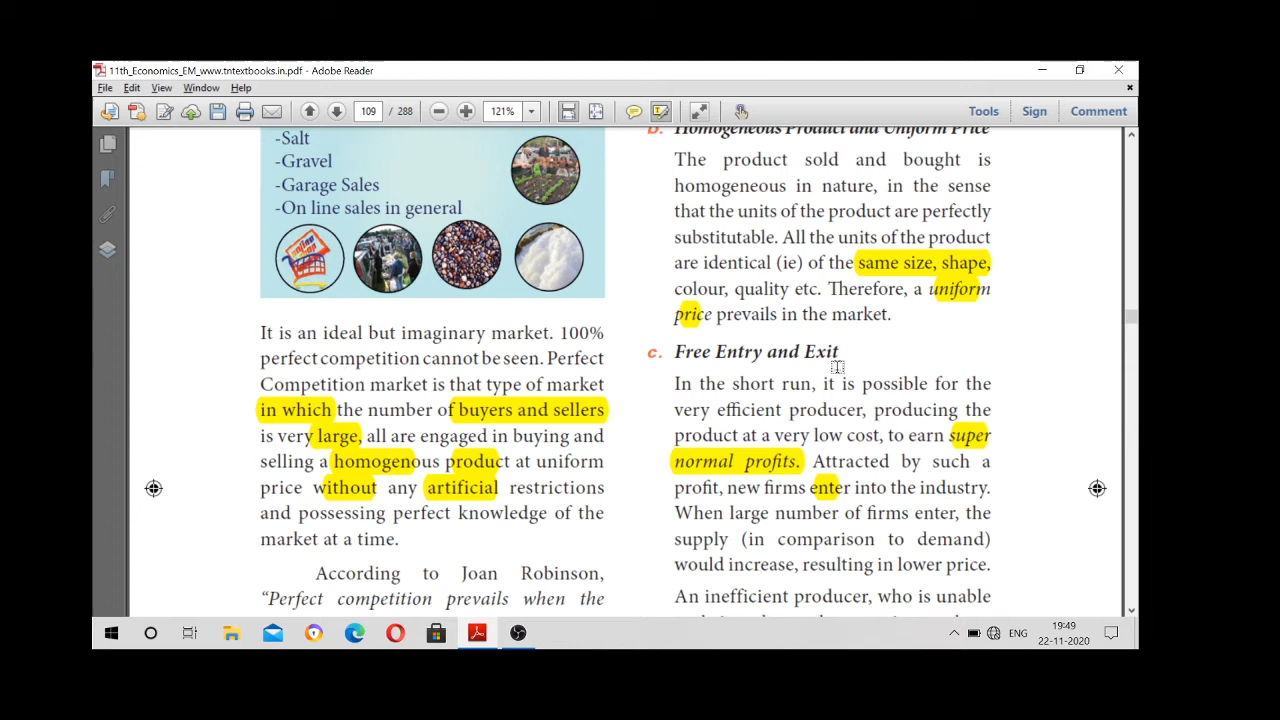 11th_Economics_EM_www.tntextbooks.in.pdf - Adobe Reader
File Edit View Window Help
109 / 288 121% Tools Sign Comment
-Salt
-Gravel
-Garage Sales
-On line sales in general
It is an ideal but imaginary market. 100%
perfect competition cannot be seen. Perfect
Competition market is that type of market
in which the number of buyers and sellers
is very large, all are engaged in buying and
selling a homogenous product at uniform
price without any artificial restrictions
and possessing perfect knowledge of the
market at a time.
According to Joan Robinson,
“Perfect competition prevails when the
b. Homogeneous Product and Uniform Price
The product sold and bought is
homogeneous in nature, in the sense
that the units of the product are perfectly
substitutable. All the units of the product
are identical (ie) of the same size, shape,
colour, quality etc. Therefore, a uniform
price prevails in the market.
c. Free Entry and Exit
In the short run, it is possible for the
very efficient producer, producing the
product at a very low cost, to earn super
normal profits. Attracted by such a
profit, new firms enter into the industry.
When large number of firms enter, the
supply (in comparison to demand)
would increase, resulting in lower price.
An inefficient producer, who is unable
ENG
19:49
22-11-2020